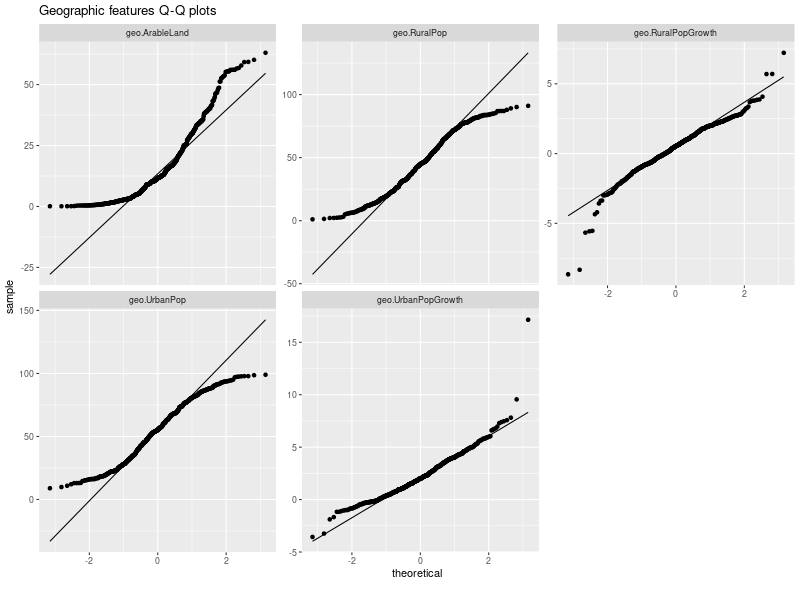 Geographic features Q-Q plots
geo.ArableLand
geo.RuralPop
geo.RuralPopGrowth
50
25
0
-25
100
50
0
-50
5
0
-5
-2 0 2
sample
geo.UrbanPop
geo.UrbanPopGrowth
150
100
50
0
15
10
5
0
-5
-2 0 2
-2 0 2
theoretical